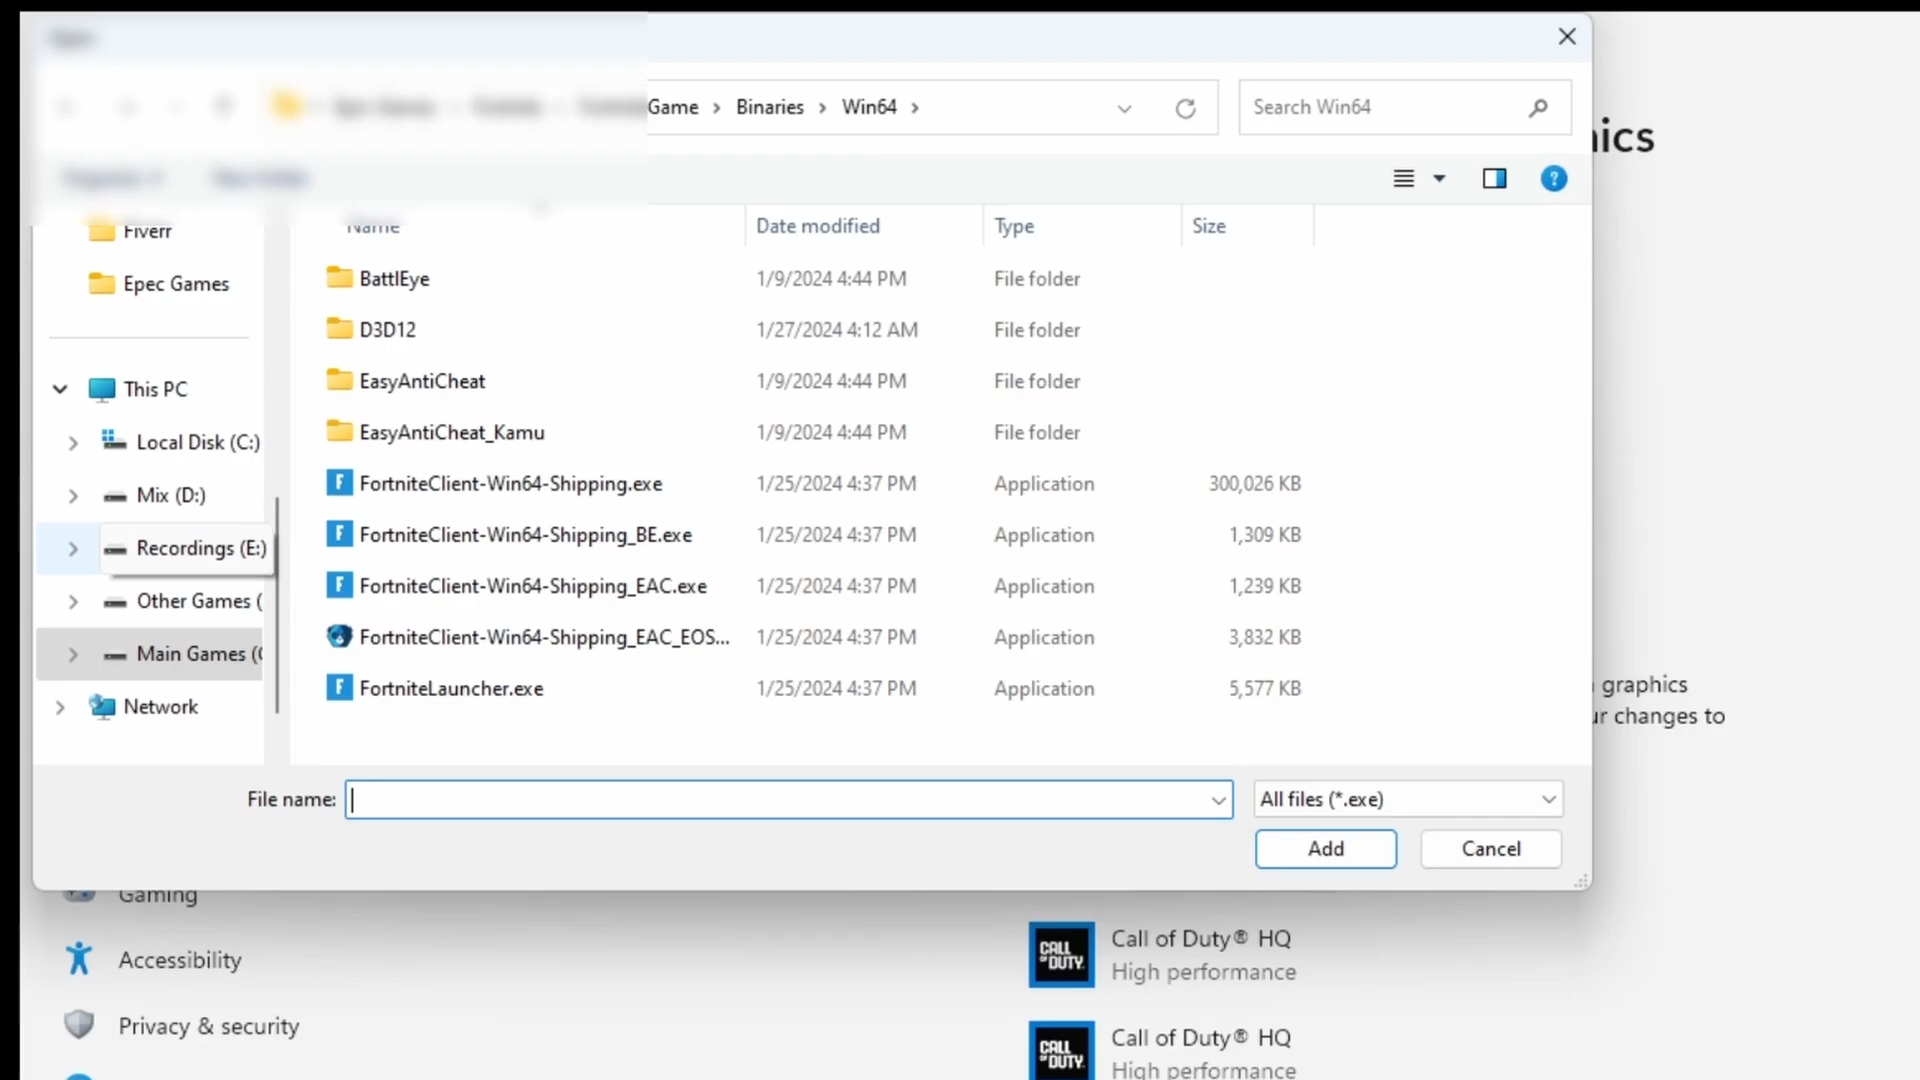 Game > Binaries > Win64 >
Search Win64
nics
Name
Date modified
Type
Size
Fiverr
Epec Games
This PC
Local Disk (C:)
Mix (D:)
Recordings (E:)
Other Games (
Main Games (
Network
BattlEye 1/9/2024 4:44 PM File folder
D3D12 1/27/2024 4:12 AM File folder
EasyAntiCheat 1/9/2024 4:44 PM File folder
EasyAntiCheat_Kamu 1/9/2024 4:44 PM File folder
FortniteClient-Win64-Shipping.exe 1/25/2024 4:37 PM Application 300,026 KB
FortniteClient-Win64-Shipping_BE.exe 1/25/2024 4:37 PM Application 1,309 KB
FortniteClient-Win64-Shipping_EAC.exe 1/25/2024 4:37 PM Application 1,239 KB
FortniteClient-Win64-Shipping_EAC_EOS... 1/25/2024 4:37 PM Application 3,832 KB
FortniteLauncher.exe 1/25/2024 4:37 PM Application 5,577 KB
graphics
ur changes to
File name:
All files (*.exe)
Add
Cancel
Gaming
Accessibility
Privacy & security
CALL OF DUTY
Call of Duty® HQ
High performance
CALL OF DUTY
Call of Duty® HQ
High performance